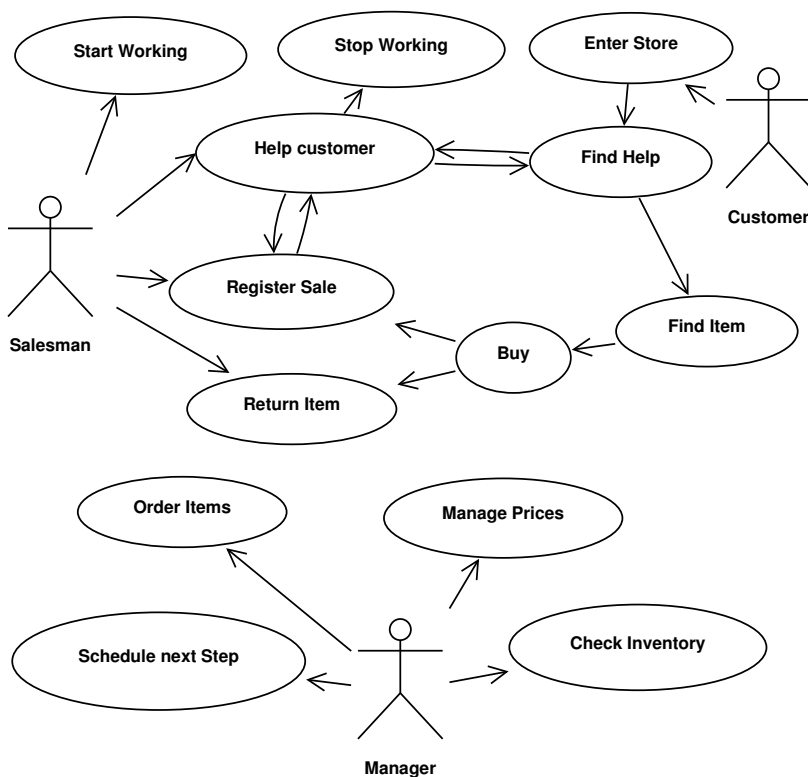 Start Working
Stop Working
Enter Store
Help customer
Find Help
Customer
Register Sale
Salesman
Find Item
Buy
Return Item
Order Items
Manage Prices
Schedule next Step
Check Inventory
Manager